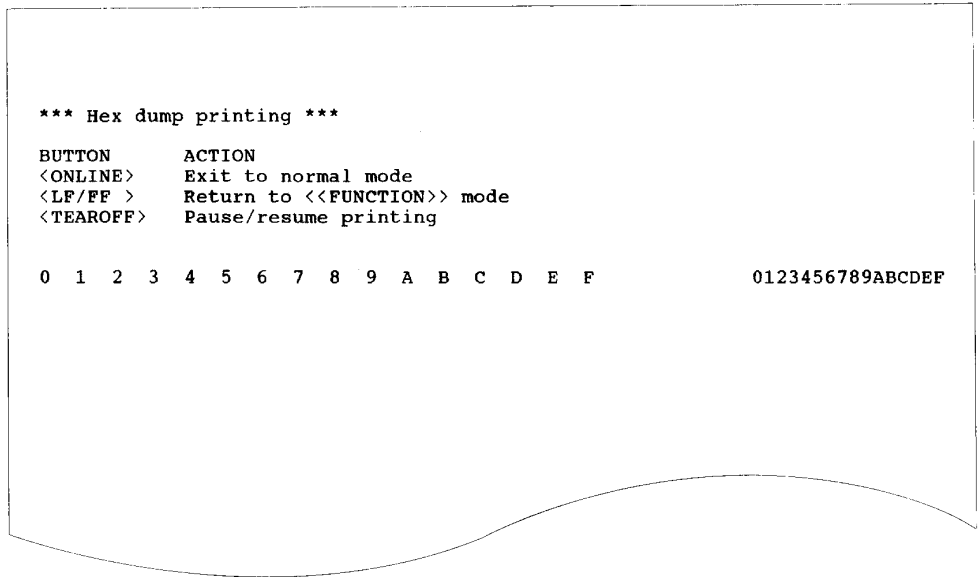 *** Hex dump printing ***
BUTTON ACTION
<ONLINE> Exit to normal mode
<LF/FF > Return to <<FUNCTION>> mode
<TEAROFF> Pause/resume printing
0 1 2 3 4 5 6 7 8 9 A B C D E F 0123456789ABCDEF